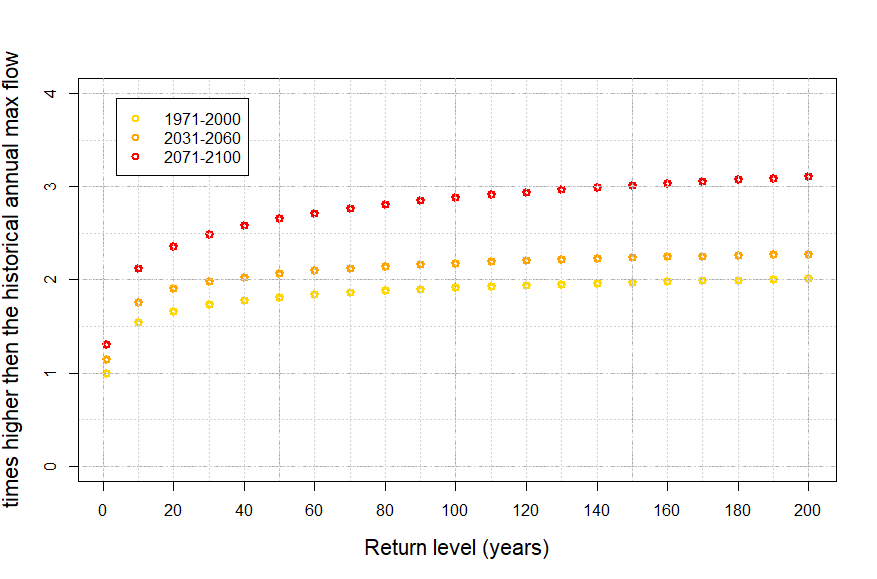 times higher then the historical annual max flow
4
3
2
1
0
1971-2000
2031-2060
2071-2100
0 20 40 60 80 100 120 140 160 180 200
Return level (years)